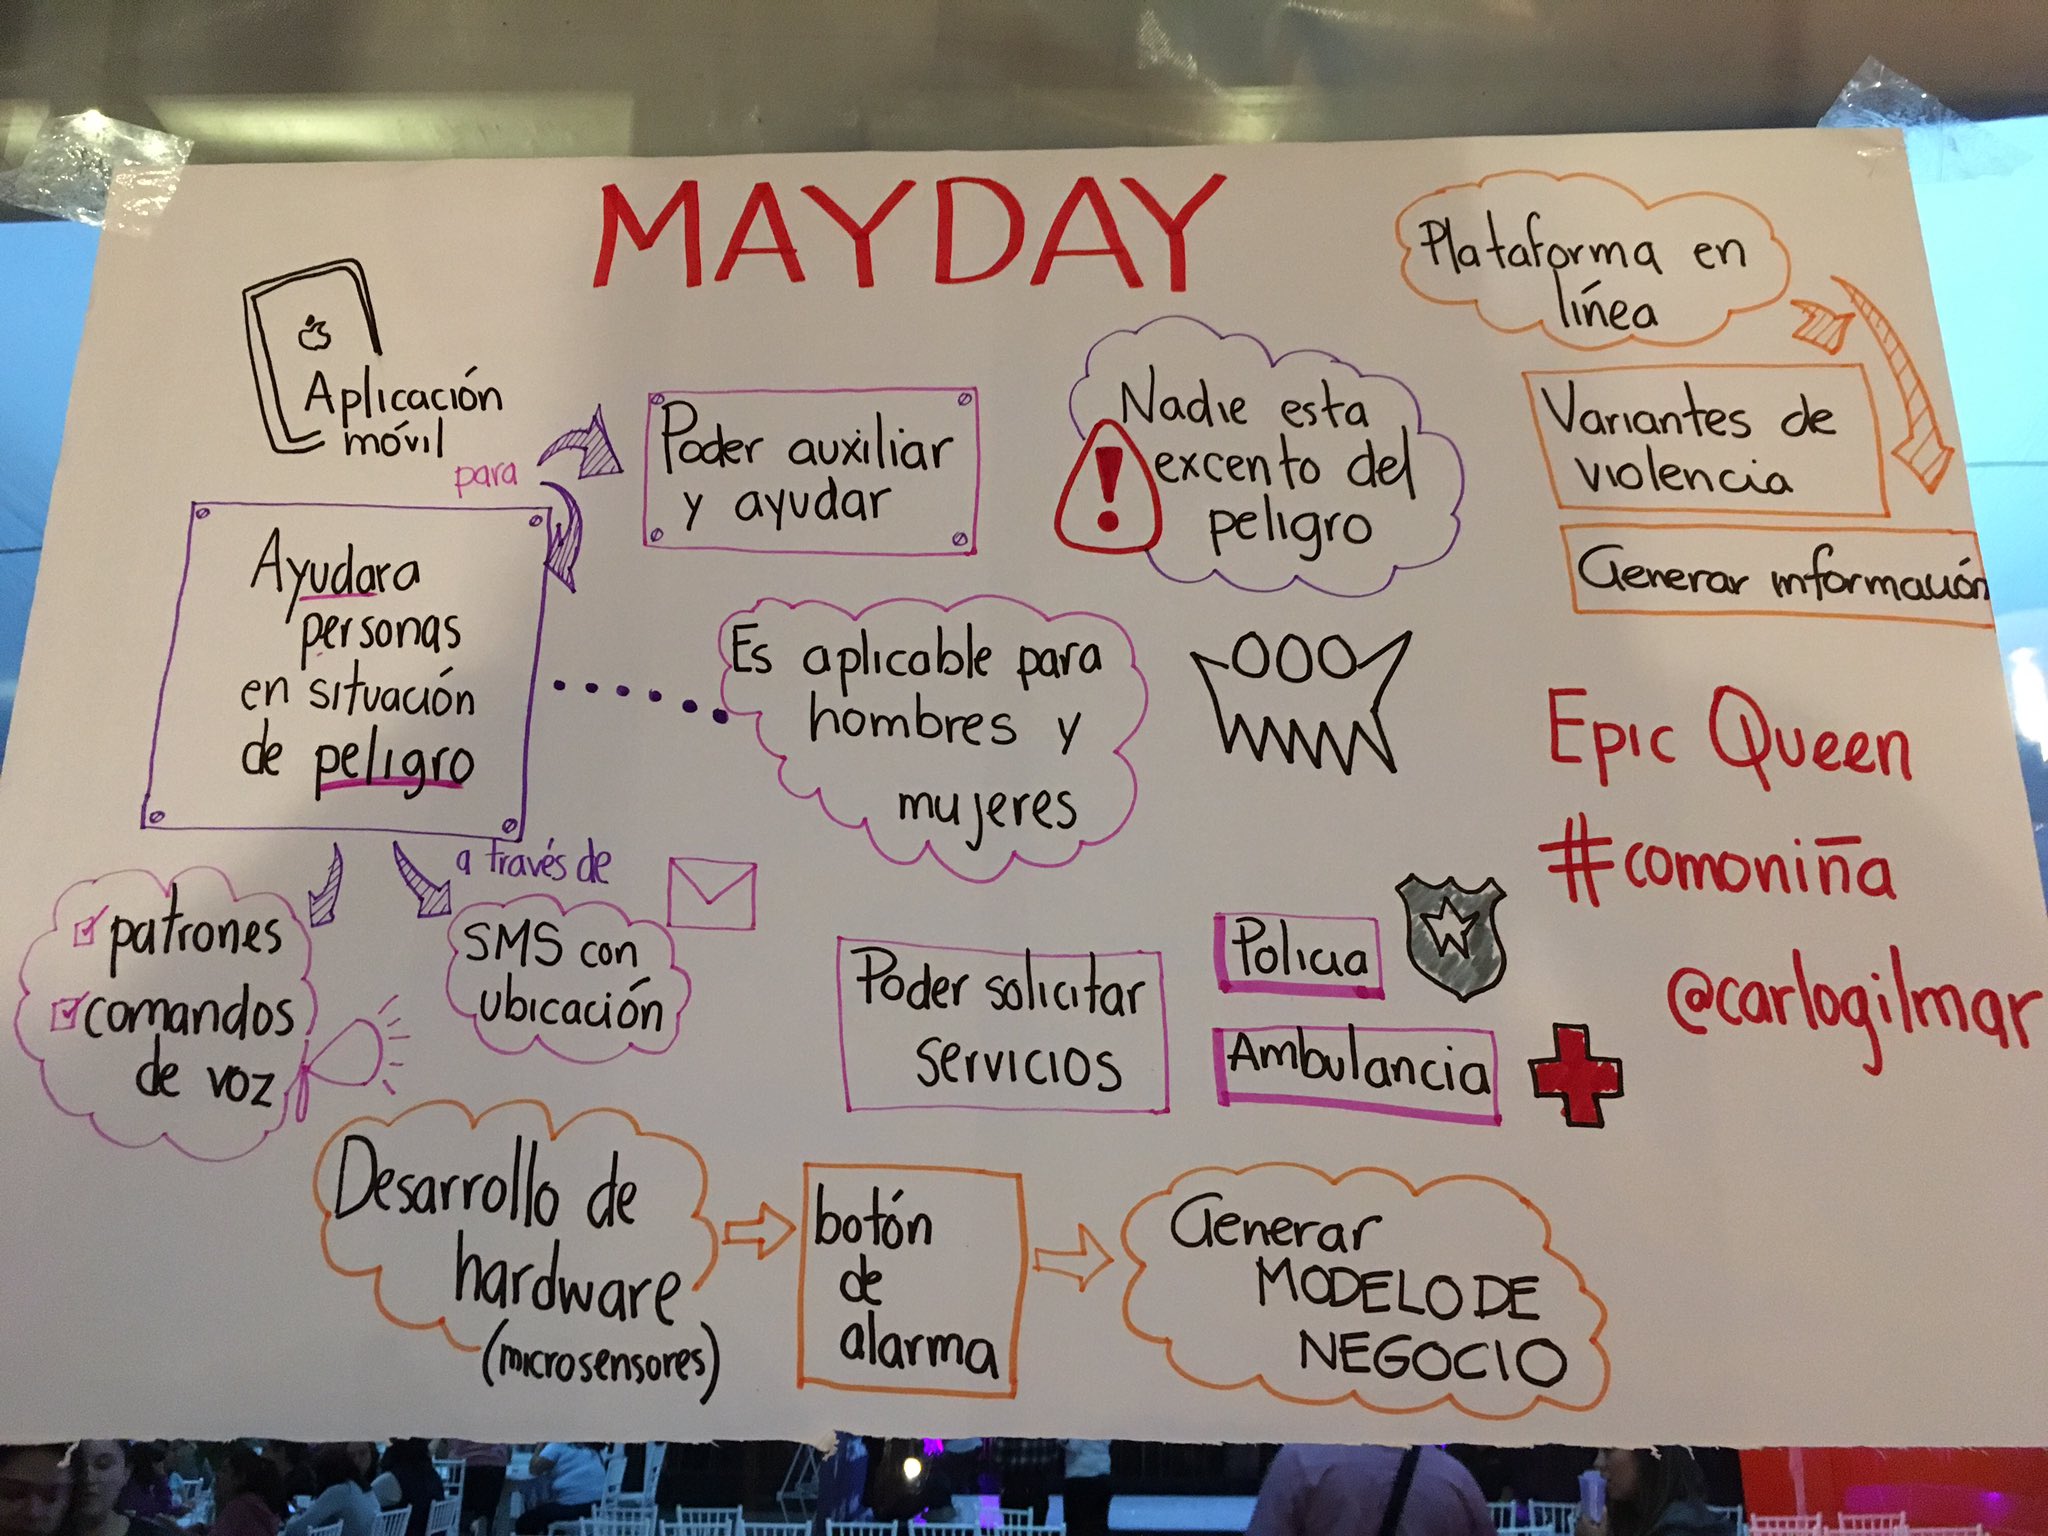 MAYDAY
Aplicación
móvil
para
Poder auxiliar
y ayudar
Ayudara
personas
en situación
de peligro
a través de
patrones
comandos
de voz
SMS con
ubicación
Es aplicable para
hombres y
mujeres
Nadie esta
excento del
peligro
!
Plataforma en
línea
Variantes de
violencia
Generar información
Epic Queen
#comoniña
@carlogilmar
Poder solicitar
servicios
Policia
Ambulancia
Desarrollo de
hardware
(microsensores)
botón
de
alarma
Generar
MODELO DE
NEGOCIO